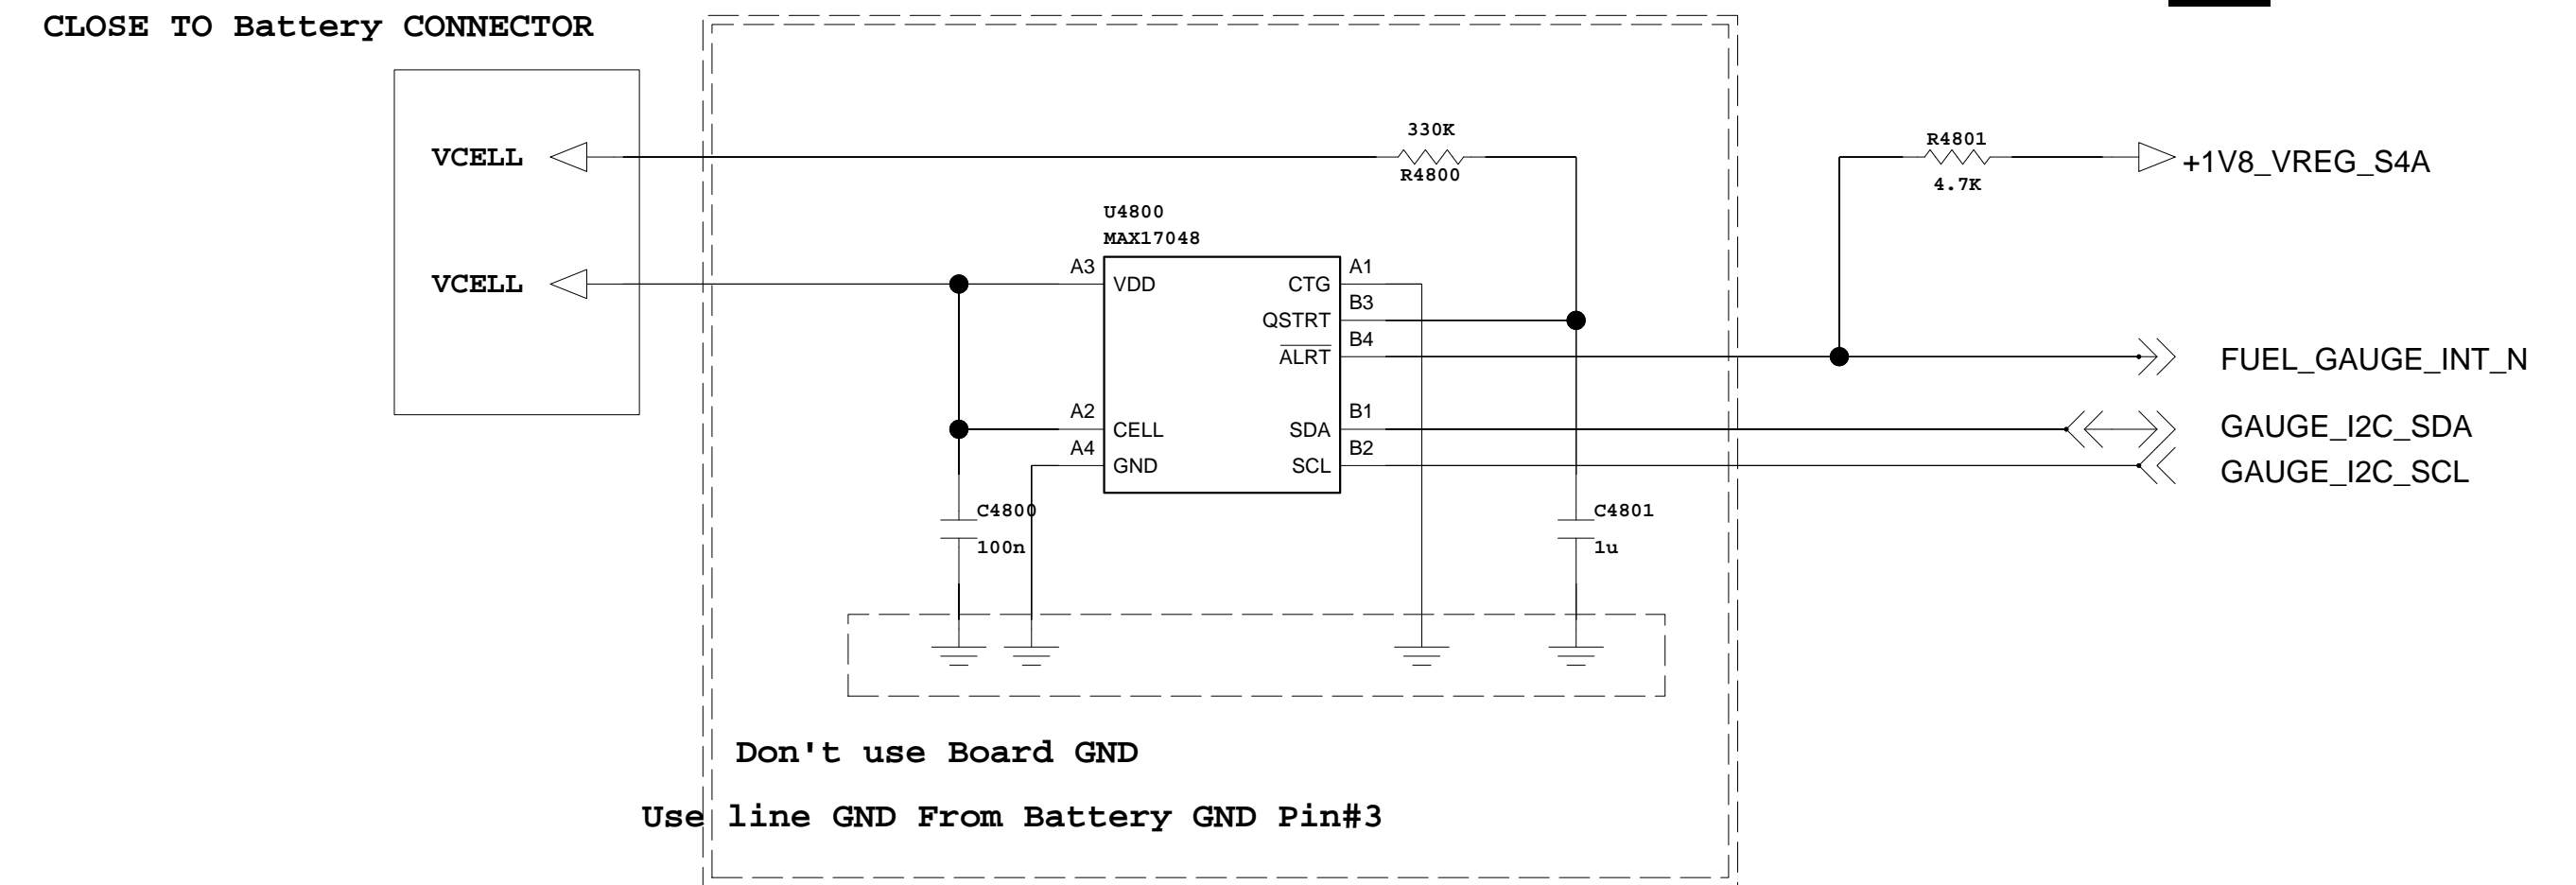 CLOSE TO Battery CONNECTOR
VCELL
330K
R4800
R4801
4.7K
+1V8_VREG_S4A
U4800
MAX17048
VCELL
A3
VDD
A1
CTG
B3
QSTRT
B4
ALRT
FUEL_GAUGE_INT_N
A2
CELL
B1
SDA
GAUGE_I2C_SDA
A4
GND
B2
SCL
GAUGE_I2C_SCL
C4800
100n
C4801
1u
Don't use Board GND
Use line GND From Battery GND Pin#3